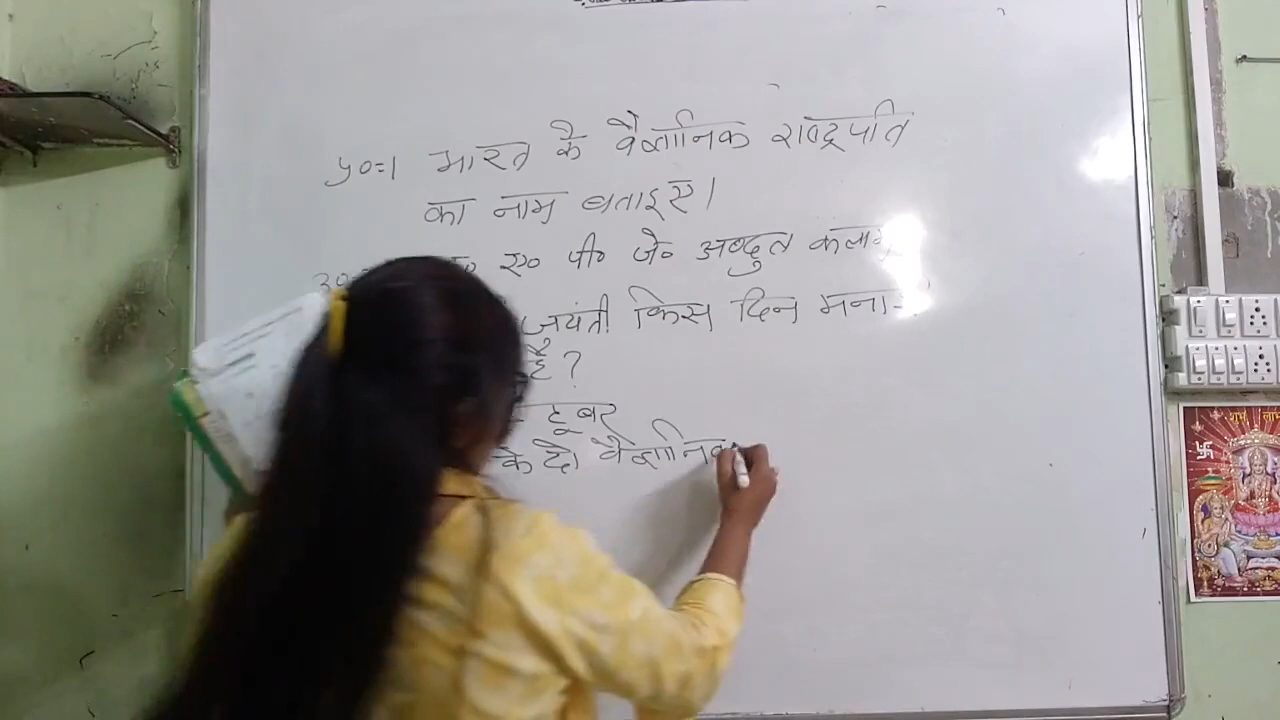 प्र०=1 भारत के वैज्ञानिक राष्ट्रपति
का नाम बताइए।
ए० पी० जे० अब्दुल कलाम
जयंती किस दिन मना-
है ?
टूबर
के दो वैज्ञानिक
शुभ लाभ